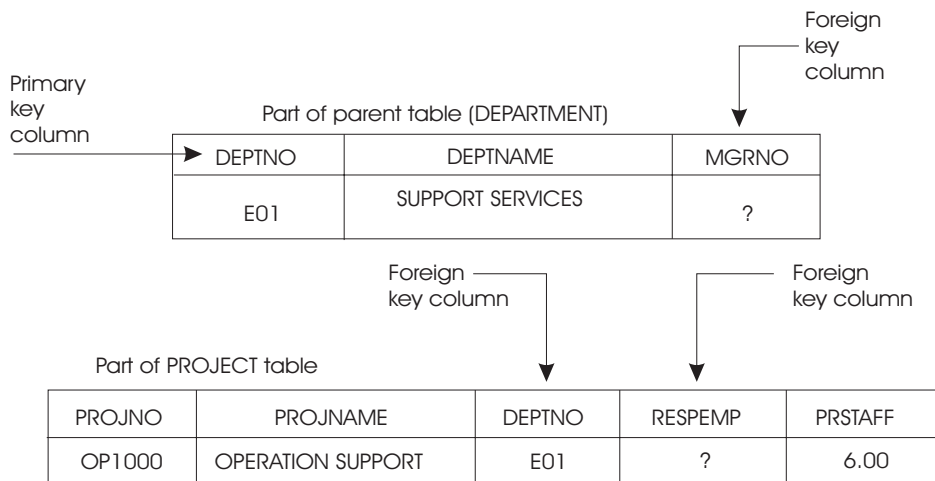 Foreign
key
column
Primary
key
column
Part of parent table (DEPARTMENT)
DEPTNO DEPTNAME MGRNO
E01 SUPPORT SERVICES ?
Foreign
key column
Foreign
key column
Part of PROJECT table
PROJNO PROJNAME DEPTNO RESPEMP PRSTAFF
OP1000 OPERATION SUPPORT E01 ? 6.00